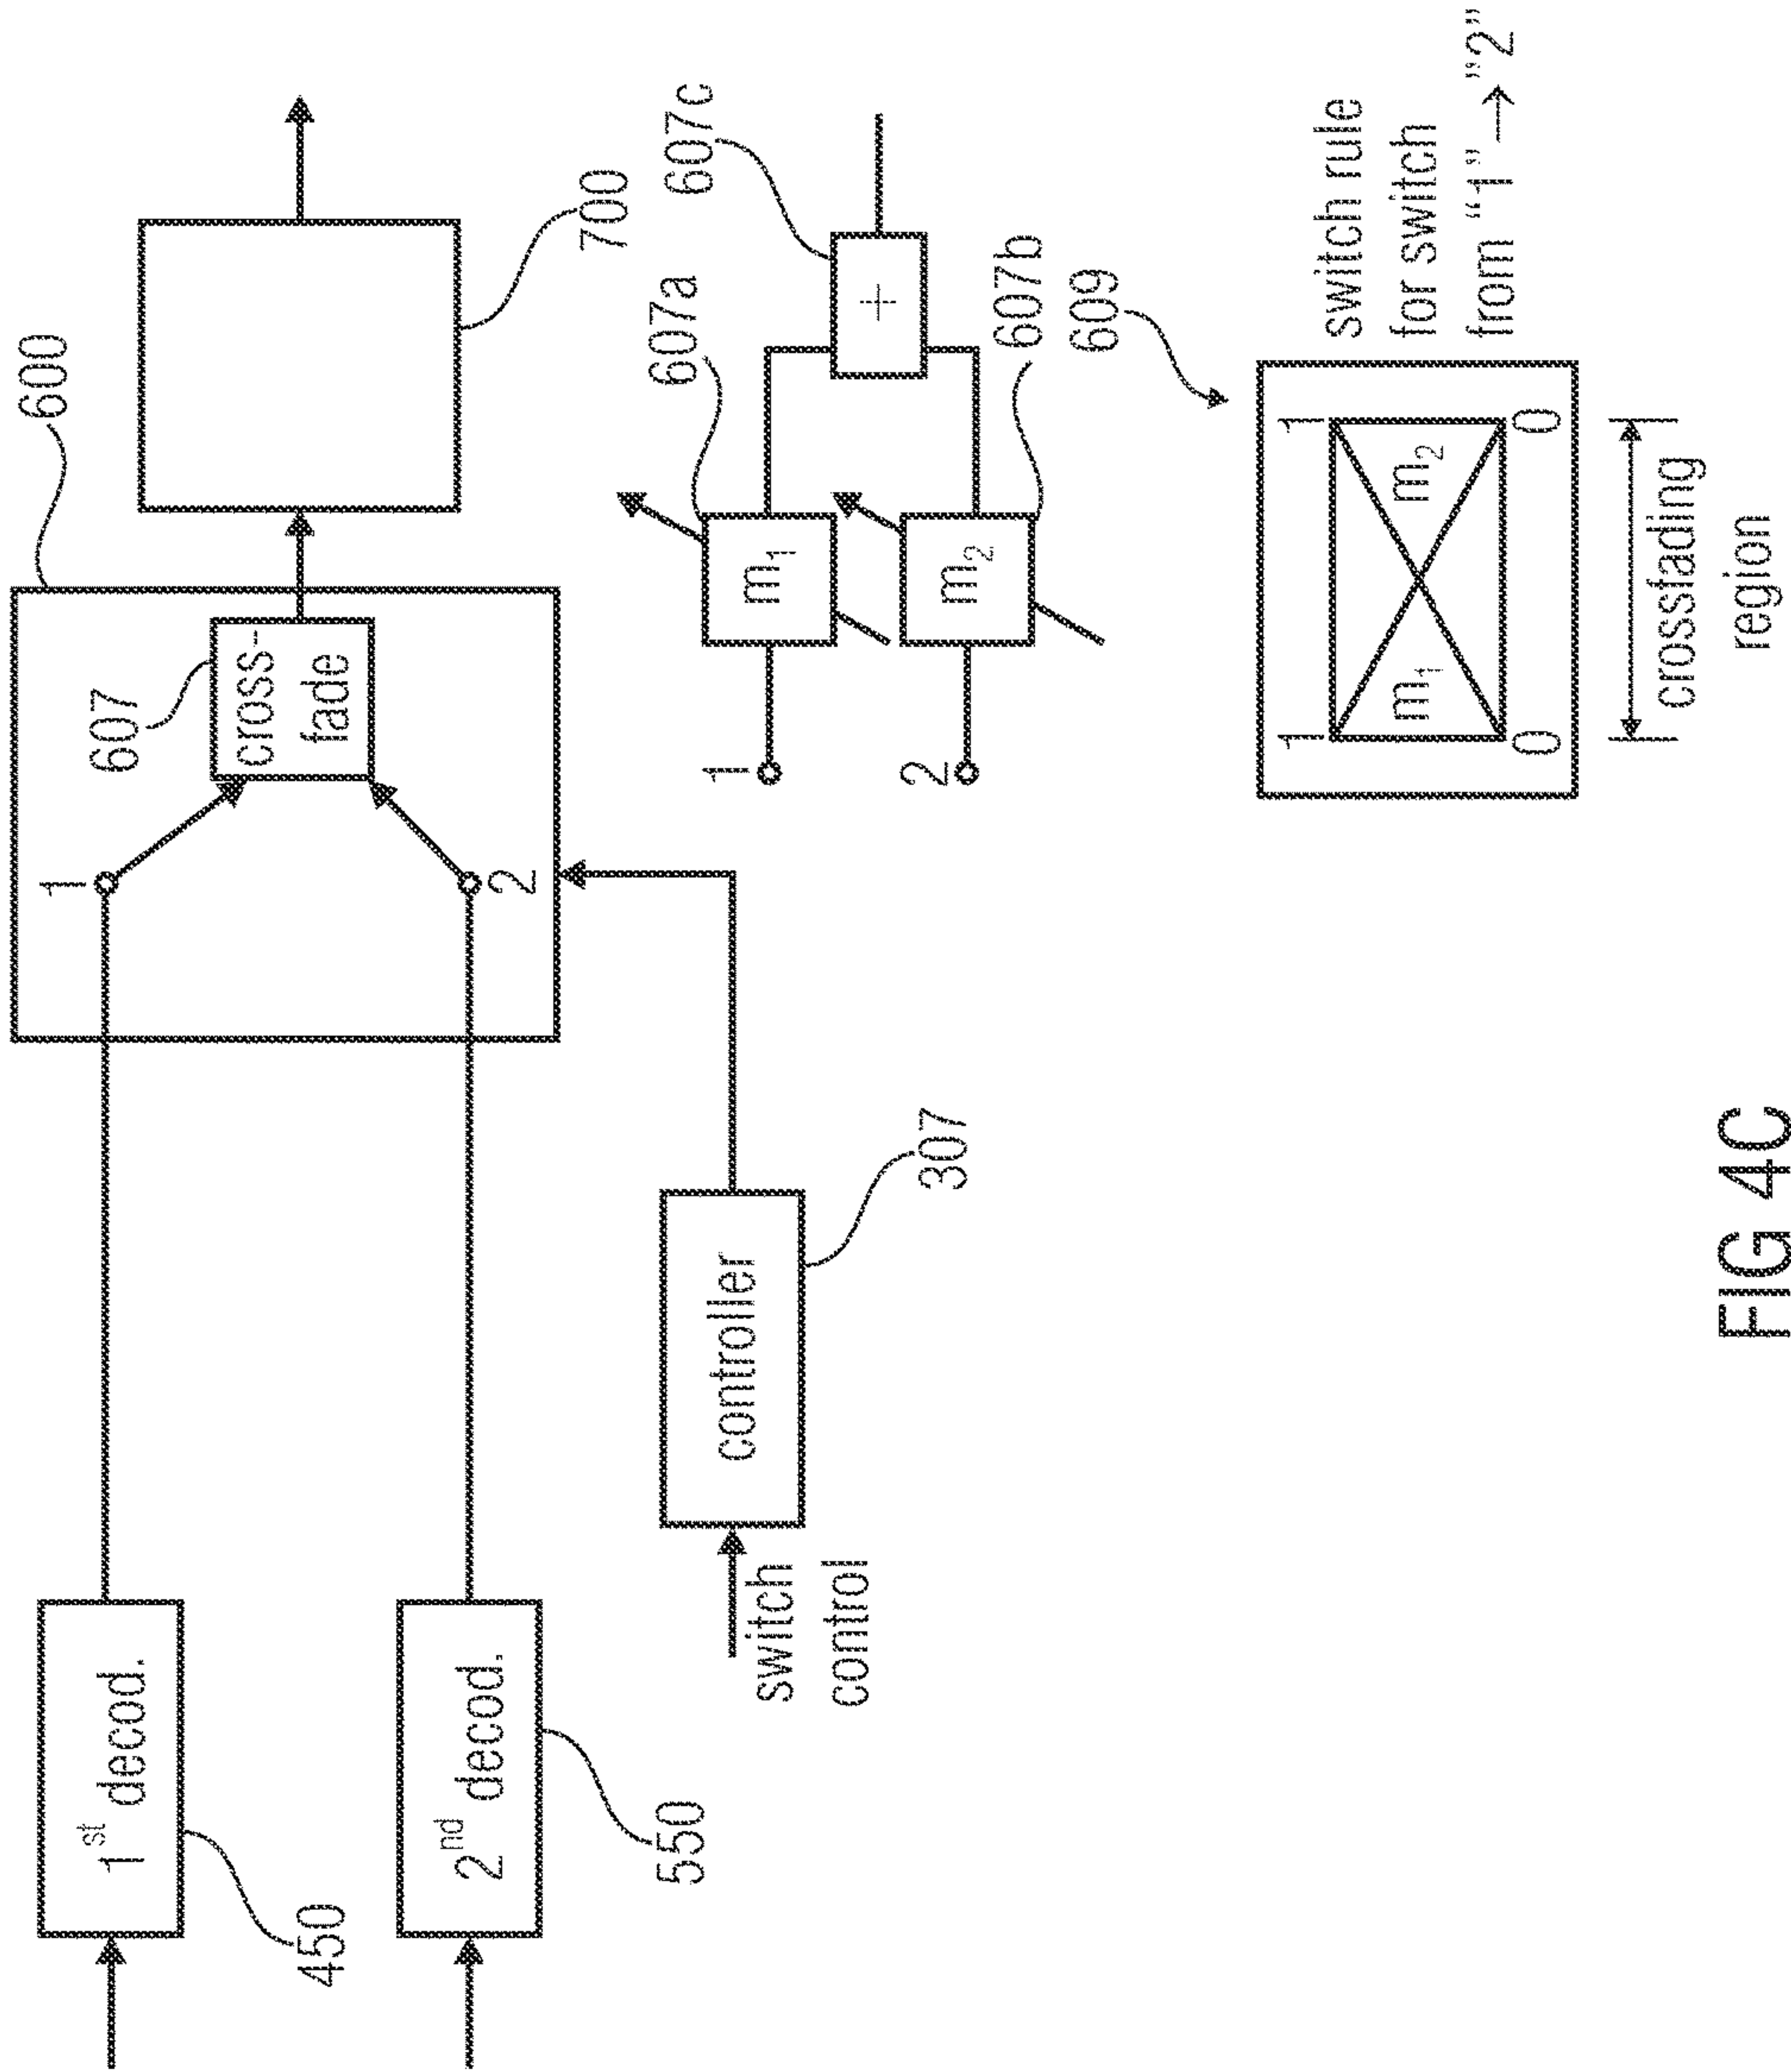 1st decod.
450
2nd decod.
550
switch
control
controller
307
600
1
2
607
cross-
fade
700
1
2
m1
m2
607a
607b
+
607c
609
1
1
m1
m2
0
0
crossfading
region
switch rule
for switch
from “1” → ”2”
FIG 4C